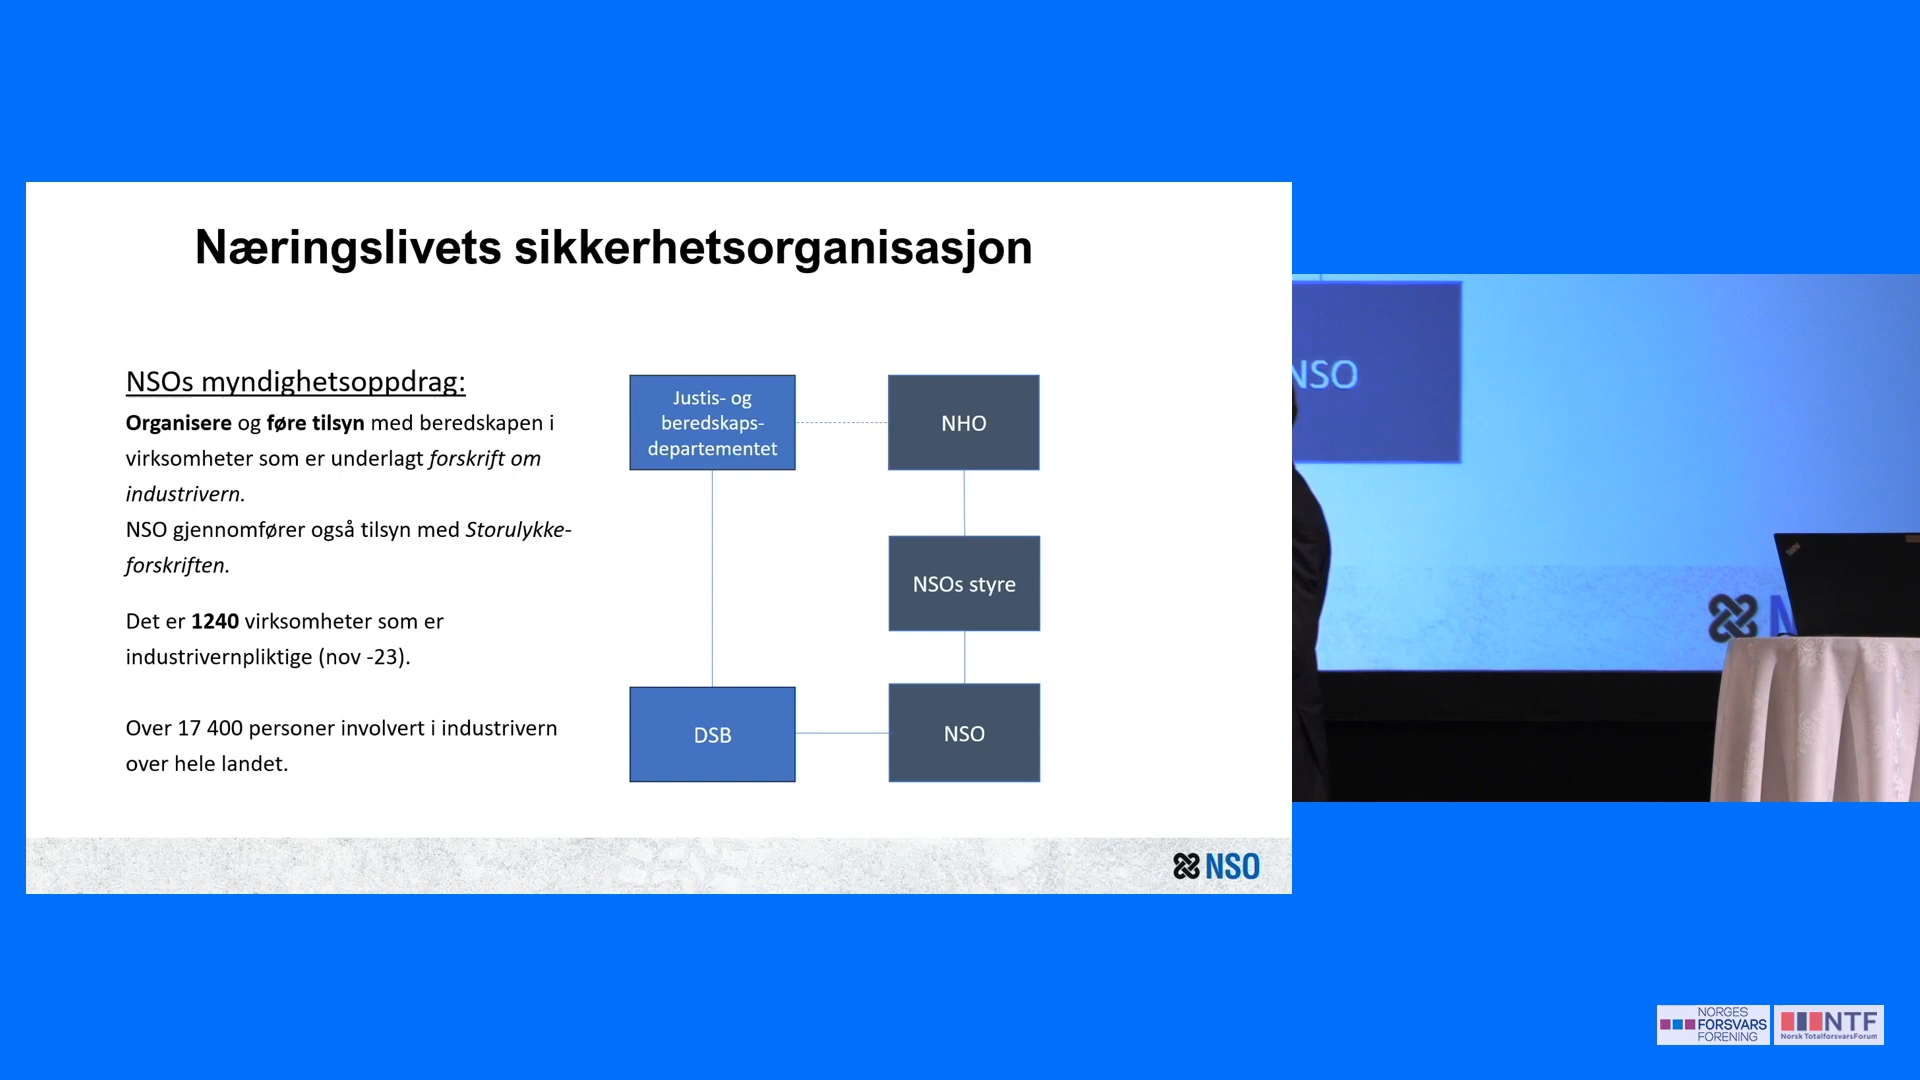 Næringslivets sikkerhetsorganisasjon
NSOs myndighetsoppdrag:
Organisere og føre tilsyn med beredskapen i
virksomheter som er underlagt forskrift om
industrivern.
NSO gjennomfører også tilsyn med Storulykke-
forskriften.
Det er 1240 virksomheter som er
industrivernpliktige (nov -23).
Over 17 400 personer involvert i industrivern
over hele landet.
Justis- og
beredskaps-
departementet
NHO
NSOs styre
DSB
NSO
NSO
NSO
N
NORGES
FORSVARS
FORENING
NTF
Norsk TotalforsvarsForum